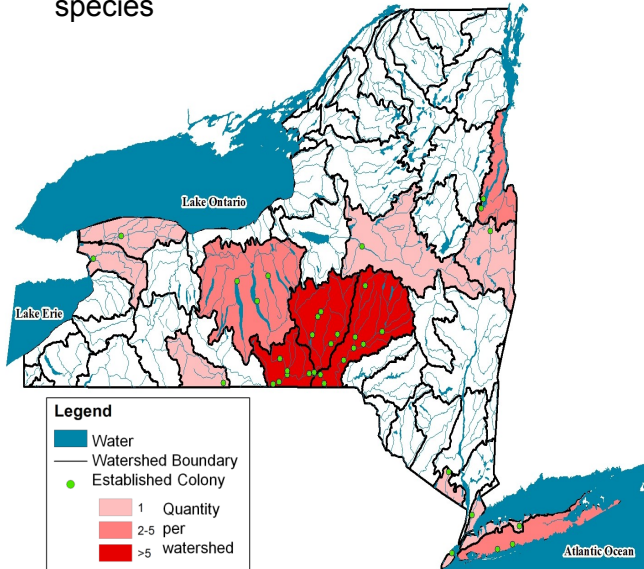 species
Lake Ontario
Lake Erie
Legend
Water
Watershed Boundary
Established Colony
1 Quantity
2-5 per
>5 watershed
Atlantic Ocean